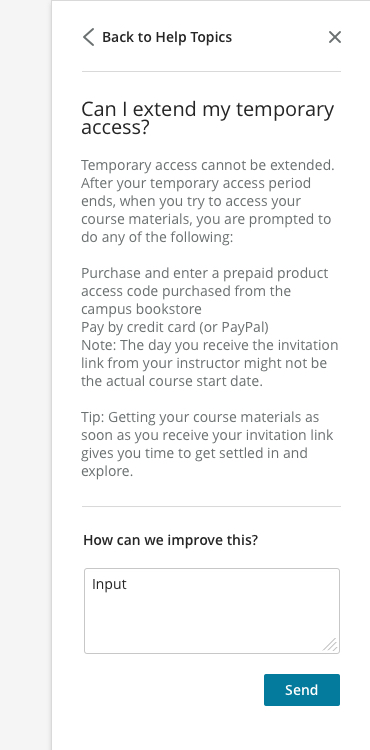 Back to Help Topics
Can I extend my temporary
access?
Temporary access cannot be extended.
After your temporary access period
ends, when you try to access your
course materials, you are prompted to
do any of the following:
Purchase and enter a prepaid product
access code purchased from the
campus bookstore
Pay by credit card (or PayPal)
Note: The day you receive the invitation
link from your instructor might not be
the actual course start date.
Tip: Getting your course materials as
soon as you receive your invitation link
gives you time to get settled in and
explore.
How can we improve this?
Input
Send